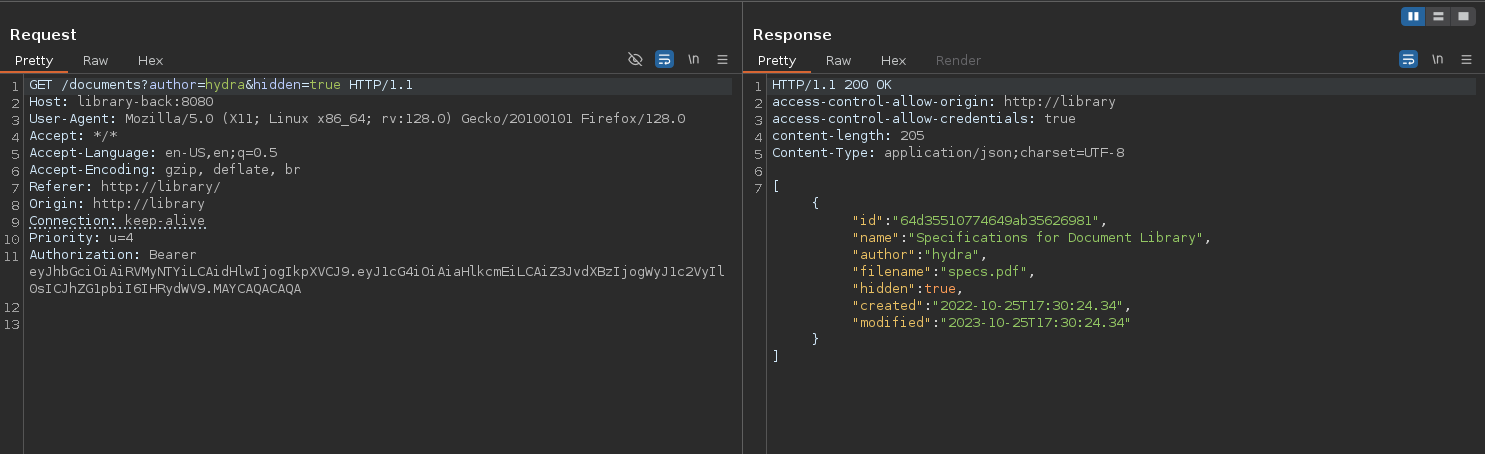 Request
Pretty Raw Hex \n
1 GET /documents?author=hydra&hidden=true HTTP/1.1
2 Host: library-back:8080
3 User-Agent: Mozilla/5.0 (X11; Linux x86_64; rv:128.0) Gecko/20100101 Firefox/128.0
4 Accept: */*
5 Accept-Language: en-US,en;q=0.5
6 Accept-Encoding: gzip, deflate, br
7 Referer: http://library/
8 Origin: http://library
9 Connection: keep-alive
10 Priority: u=4
11 Authorization: Bearer
eyJhbGciOiAiRVMyNTYiLCAidHlwIjogIkpXVCJ9.eyJ1cG4iOiAiaHlkcmEiLCAiZ3JvdXBzIjogWyJ1c2VyIl
0sICJhZG1pbiI6IHRydWV9.MAYCAQACAQA
12
13
Response
Pretty Raw Hex Render \n
1 HTTP/1.1 200 OK
2 access-control-allow-origin: http://library
3 access-control-allow-credentials: true
4 content-length: 205
5 Content-Type: application/json;charset=UTF-8
6
7 [
{
"id":"64d35510774649ab35626981",
"name":"Specifications for Document Library",
"author":"hydra",
"filename":"specs.pdf",
"hidden":true,
"created":"2022-10-25T17:30:24.34",
"modified":"2023-10-25T17:30:24.34"
}
]